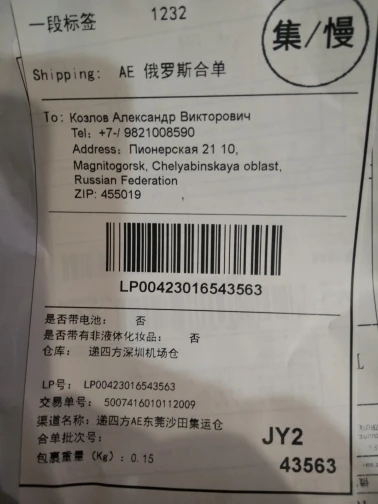 一段标签
1232
集/慢
Shipping: AE 俄罗斯合单
To: Козлов Александр Викторович
Tel: +7-/ 9821008590
Address: Пионерская 21 10,
Magnitogorsk, Chelyabinskaya oblast,
Russian Federation
ZIP: 455019
LP00423016543563
是否带电池: 否
是否带有非液体化妆品: 否
仓库: 递四方深圳机场仓
LP号: LP00423016543563
交易单号: 5007416010112009
渠道名称: 递四方AE东莞沙田集运仓
合单批次号:
包裹重量(Kg): 0.15
JY2
43563